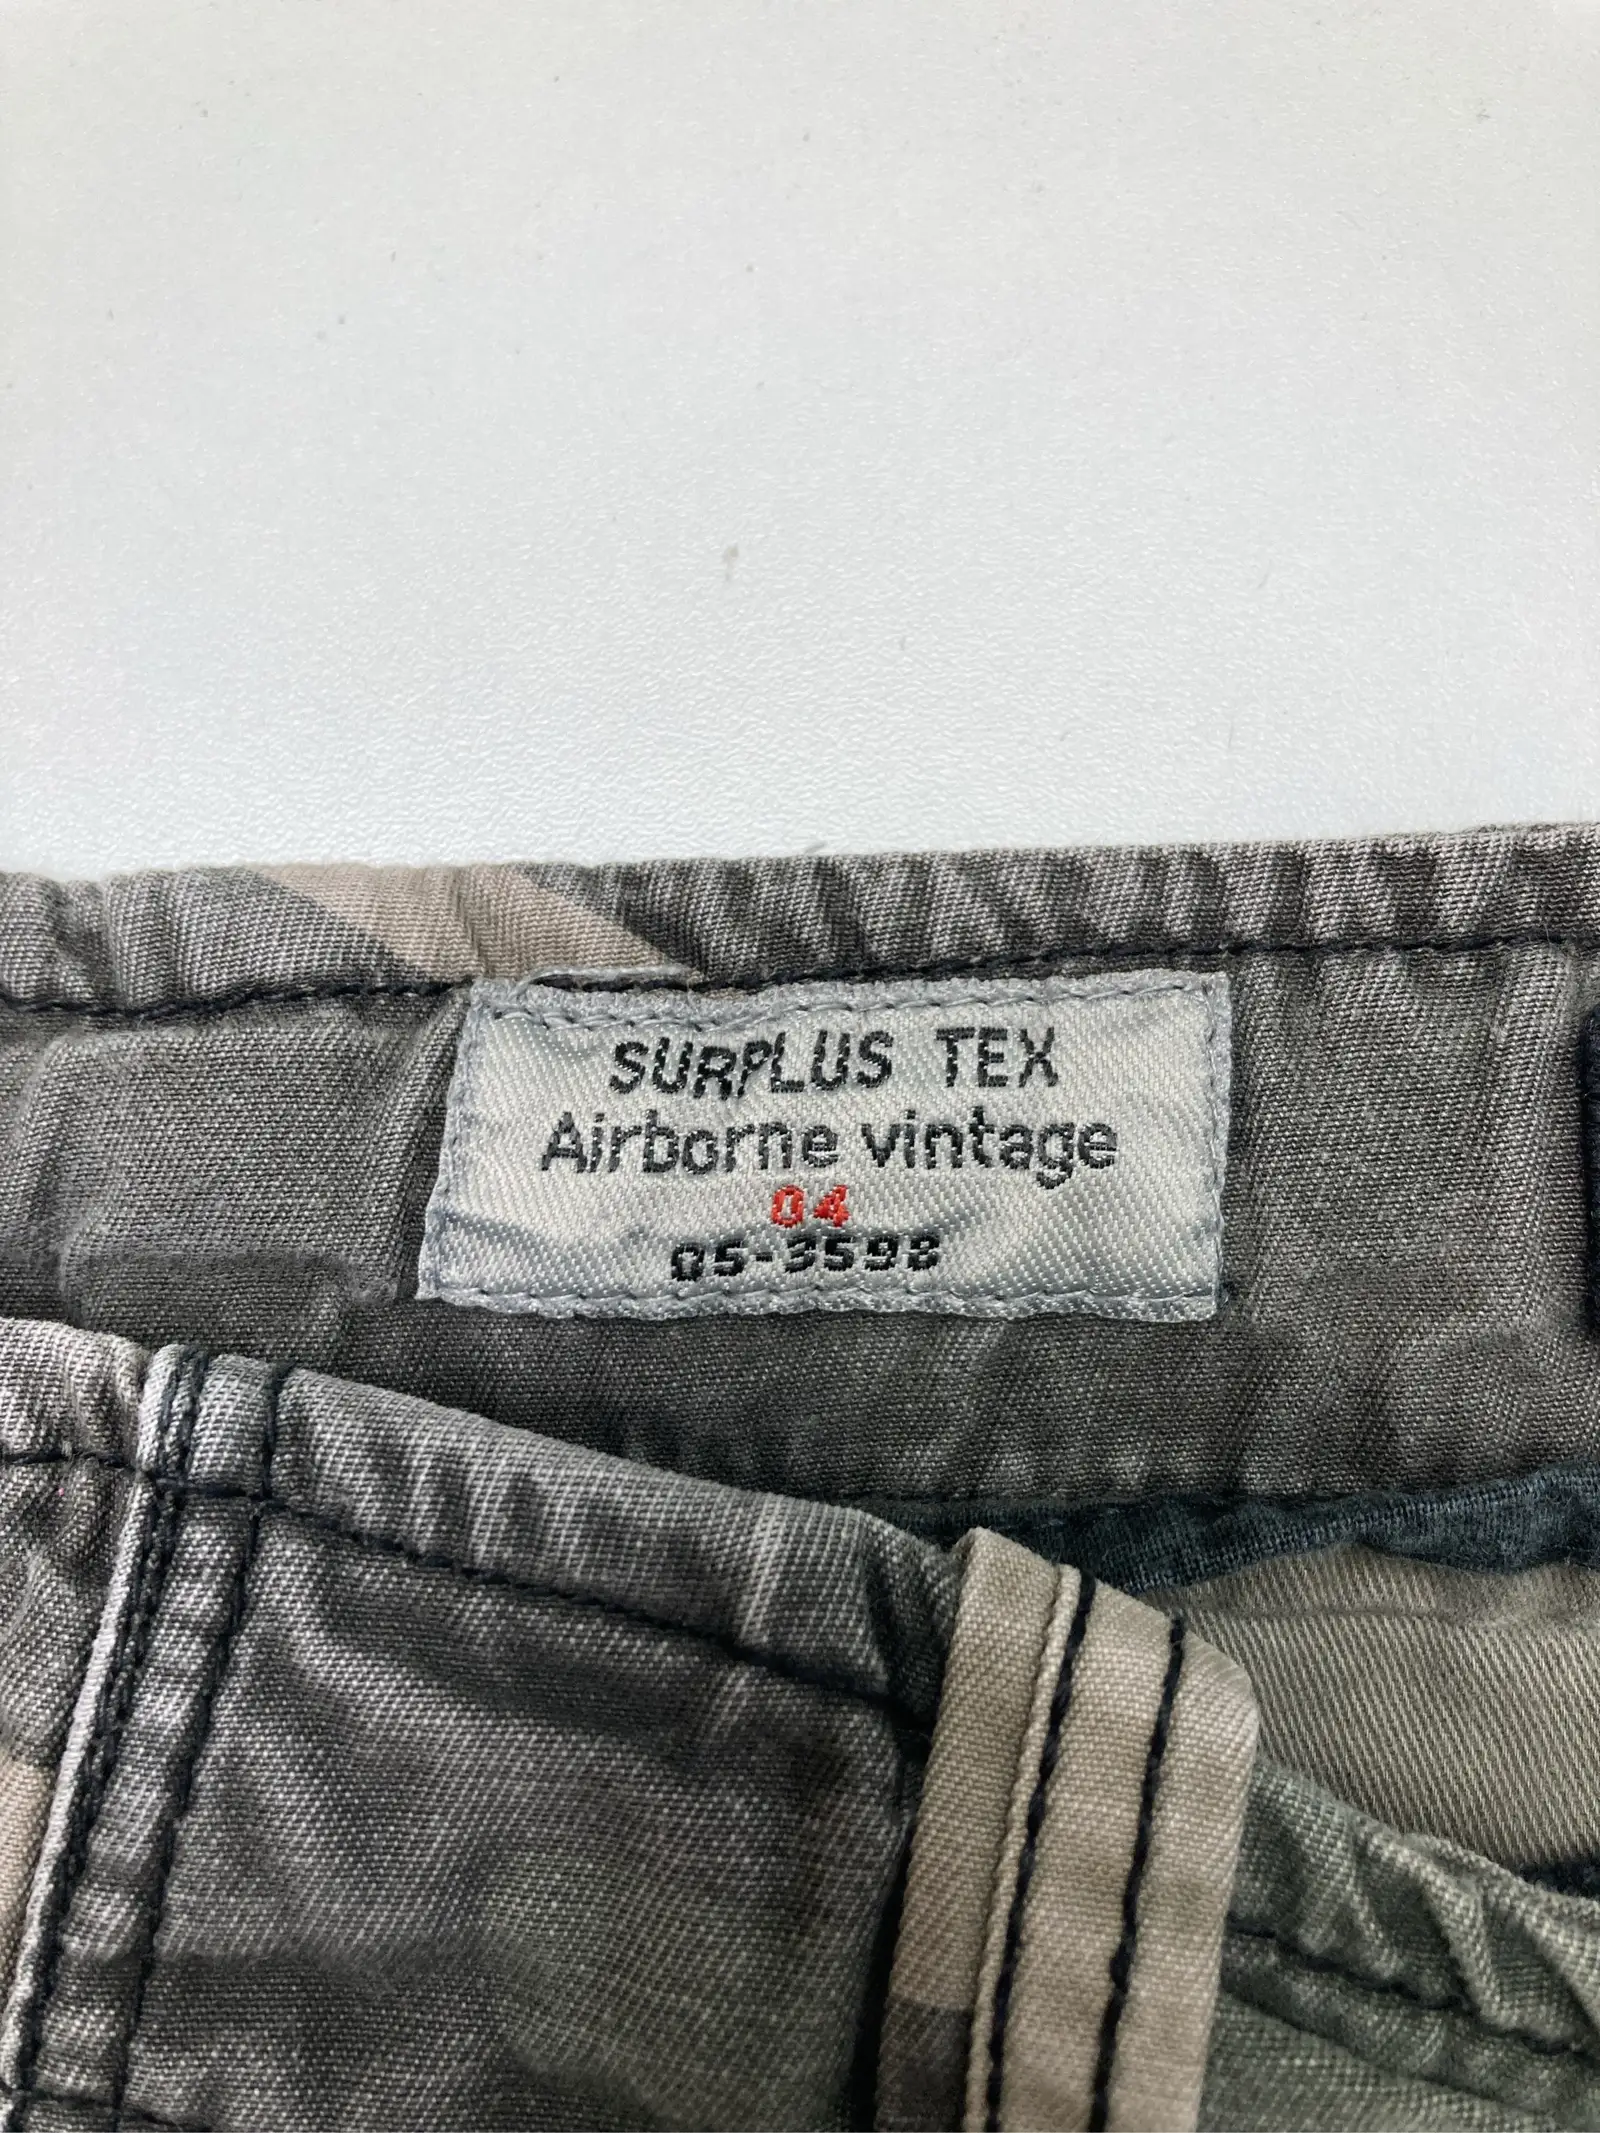 SURPLUS TEX
Airborne vintage
04
05-3598